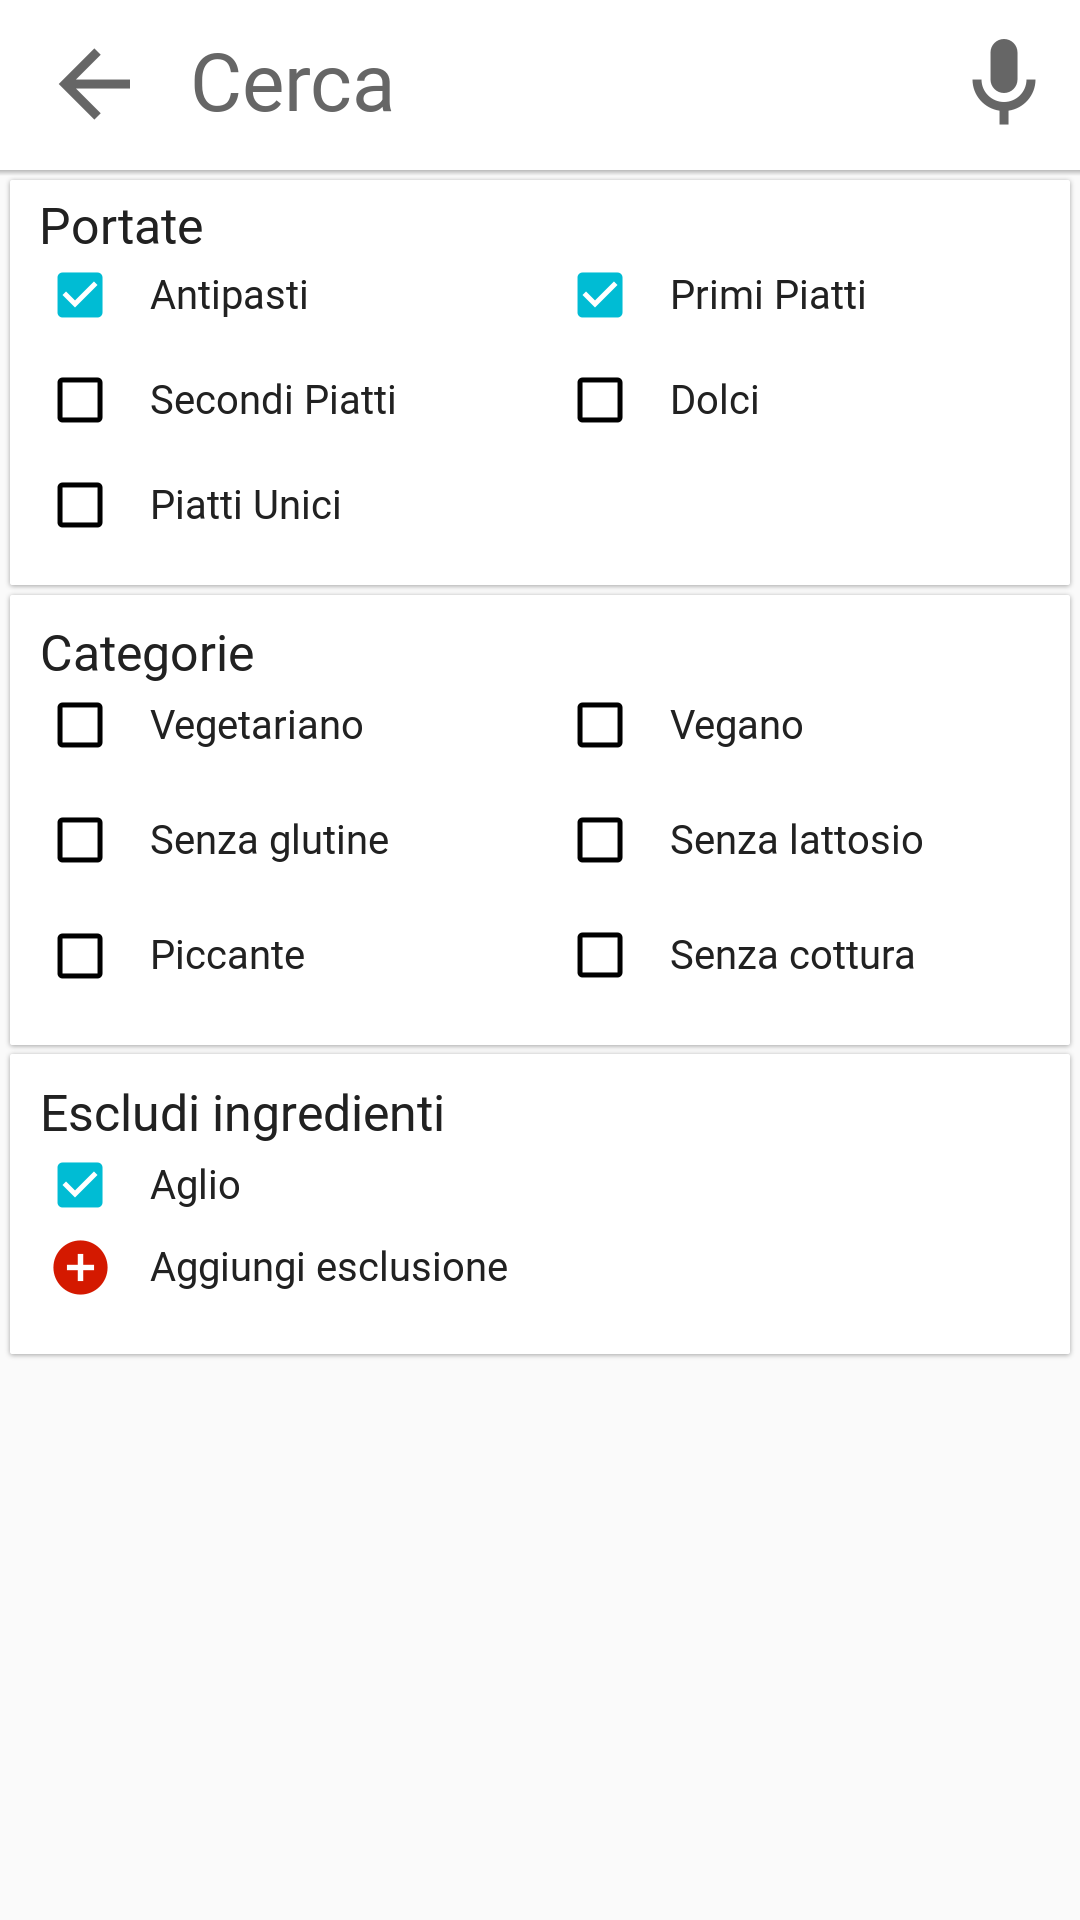 Cerca
Portate
Antipasti
Primi Piatti
Secondi Piatti
Dolci
Piatti Unici
Categorie
Vegetariano
Vegano
Senza glutine
Senza lattosio
Piccante
Senza cottura
Escludi ingredienti
Aglio
Aggiungi esclusione